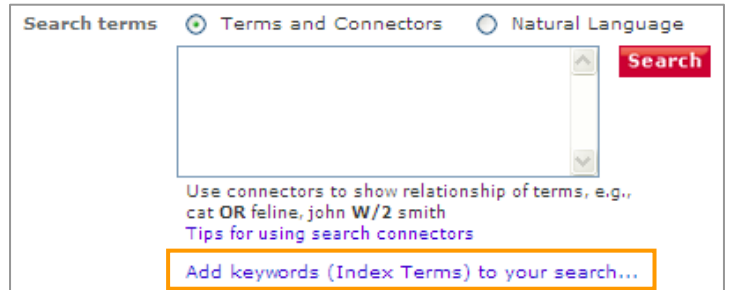 Search terms Terms and Connectors Natural Language
Search
Use connectors to show relationship of terms, e.g.,
cat OR feline, john W/2 smith
Tips for using search connectors
Add keywords (Index Terms) to your search...